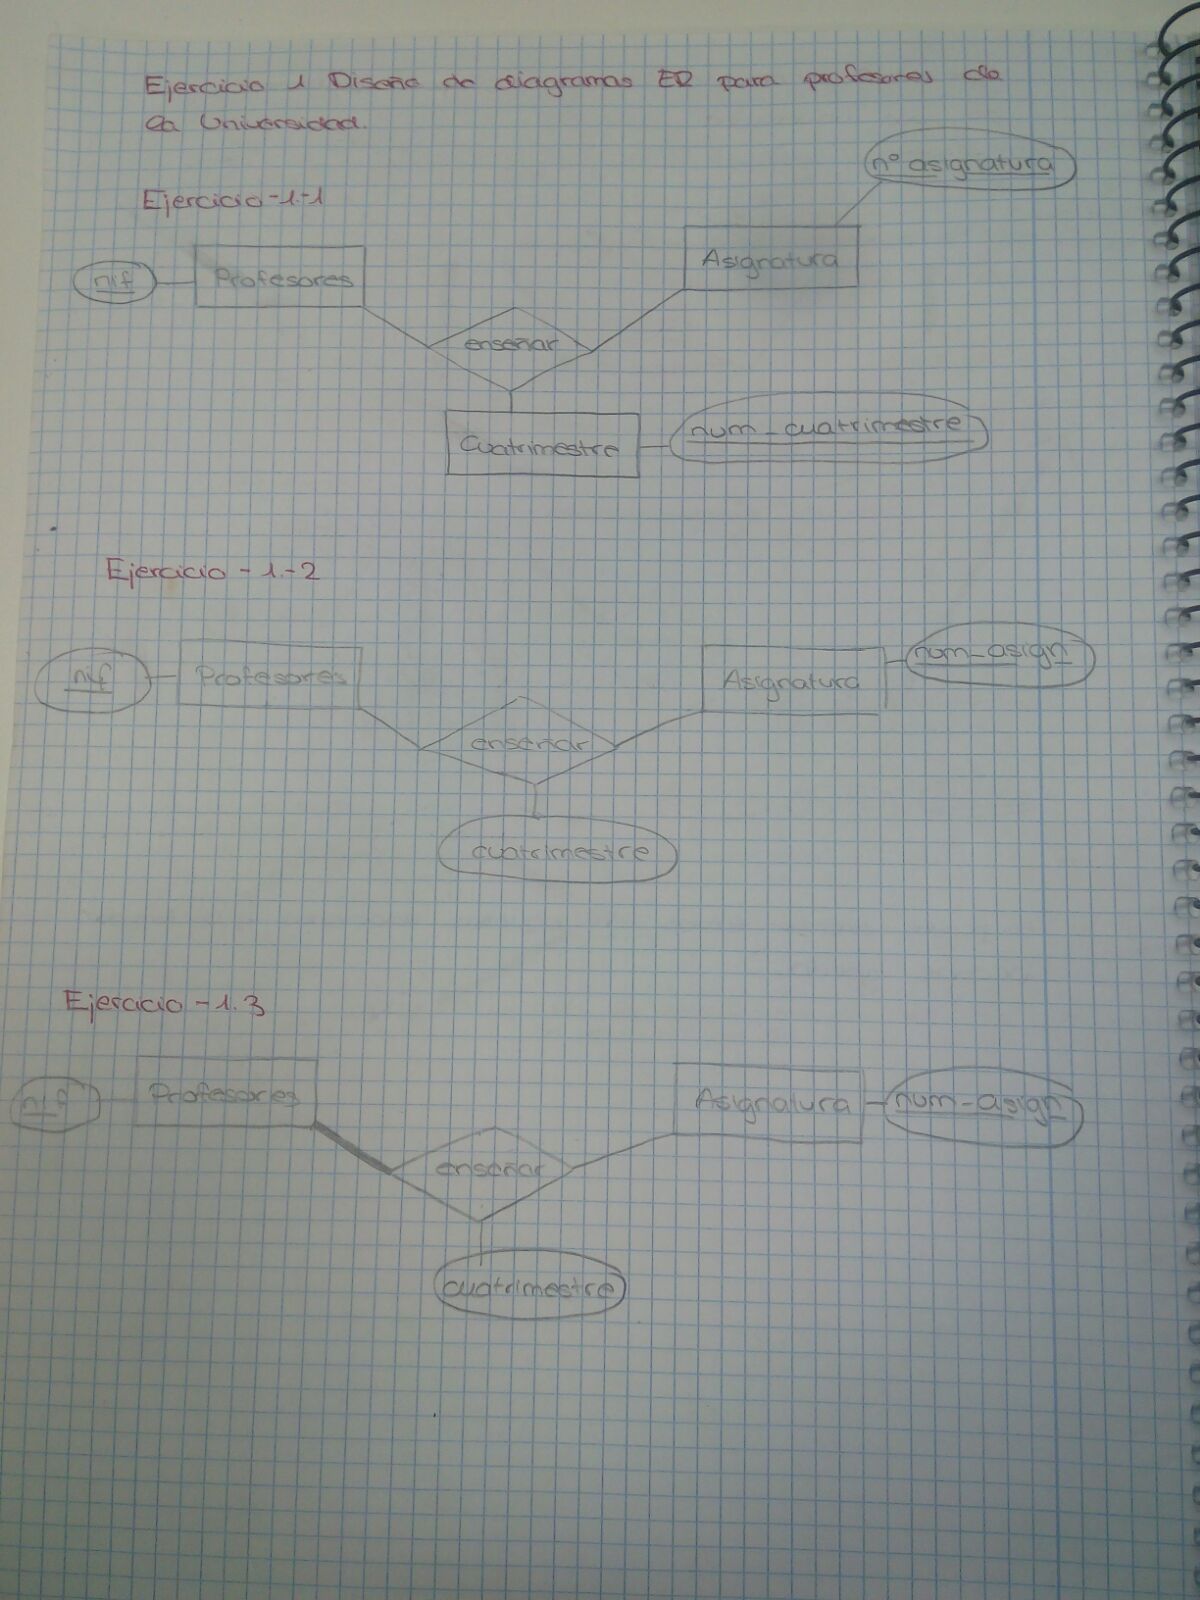 Ejercicio 1 Diseño de diagramas ER para profesores de
la Universidad.
nº asignatura
Ejercicio -1.-1
Asignatura
nif
Profesores
enseñar
num_cuatrimestre
Cuatrimestre
Ejercicio - 1.-2
num_asign
nif
Profesores
Asignatura
enseñar
cuatrimestre
Ejercicio - 1.3
nif
Profesores
Asignatura
num-asign
enseñar
cuatrimestre